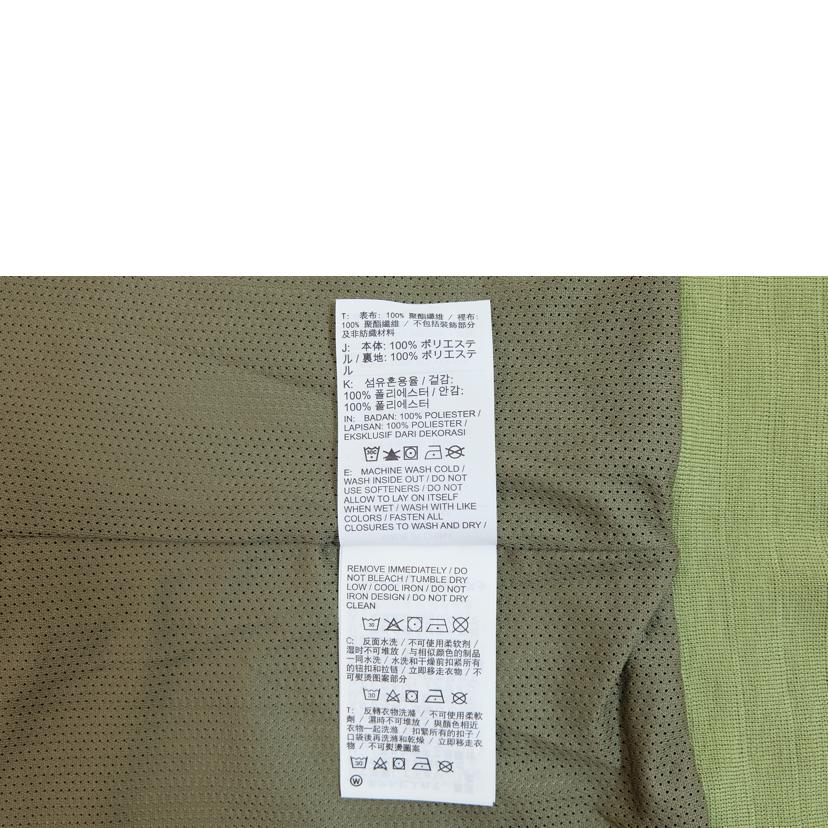 T: 表布: 100% 聚酯纖維 / 裡布:
100% 聚酯纖維 / 不包括裝飾部分
及非紡織材料
J: 本体: 100% ポリエステ
ル / 裏地: 100% ポリエステ
ル
K: 섬유혼용율 / 겉감:
100% 폴리에스터 / 안감:
100% 폴리에스터
IN: BADAN: 100% POLIESTER /
LAPISAN: 100% POLIESTER /
EKSKLUSIF DARI DEKORASI
E: MACHINE WASH COLD /
WASH INSIDE OUT / DO NOT
USE SOFTENERS / DO NOT
ALLOW TO LAY ON ITSELF
WHEN WET / WASH WITH LIKE
COLORS / FASTEN ALL
CLOSURES TO WASH AND DRY /
REMOVE IMMEDIATELY / DO
NOT BLEACH / TUMBLE DRY
LOW / COOL IRON / DO NOT
IRON DESIGN / DO NOT DRY
CLEAN
C: 反面水洗 / 不可使用柔软剂 /
湿时不可堆放 / 与相似颜色的制品
一同水洗 / 水洗和干燥前扣紧所有
的钮扣和拉链 / 立即移走衣物 / 不
可熨烫图案部分
T: 反轉衣物洗滌 / 不可使用柔軟
劑 / 濕時不可堆放 / 與顏色相近
衣物一起洗滌 / 扣緊所有的扣子 /
口袋後再洗滌和乾燥 / 立即移走衣
物 / 不可熨燙圖案
W